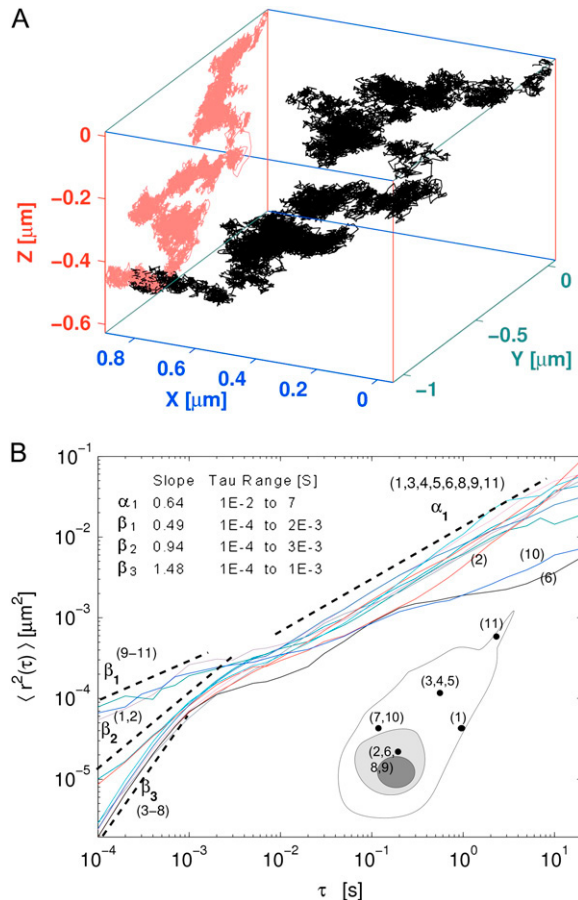 A
0
−0.2
−0.4
−0.6
Z [µm]
0.8
0.6
0.4
0.2
0
X [µm]
0
−0.5
−1
Y [µm]
B
10⁻¹
10⁻²
10⁻³
10⁻⁴
10⁻⁵
⟨ r²(τ) ⟩ [µm²]
Slope Tau Range [S]
α₁ 0.64 1E-2 to 7
β₁ 0.49 1E-4 to 2E-3
β₂ 0.94 1E-4 to 3E-3
β₃ 1.48 1E-4 to 1E-3
(1,3,4,5,6,8,9,11)
α₁
(2)
(10)
(6)
(9−11)
β₁
(1,2)
β₂
β₃
(3−8)
(11)
(3,4,5)
(7,10)
(1)
(2,6,
8,9)
10⁻⁴
10⁻³
10⁻²
10⁻¹
10⁰
10¹
τ [s]